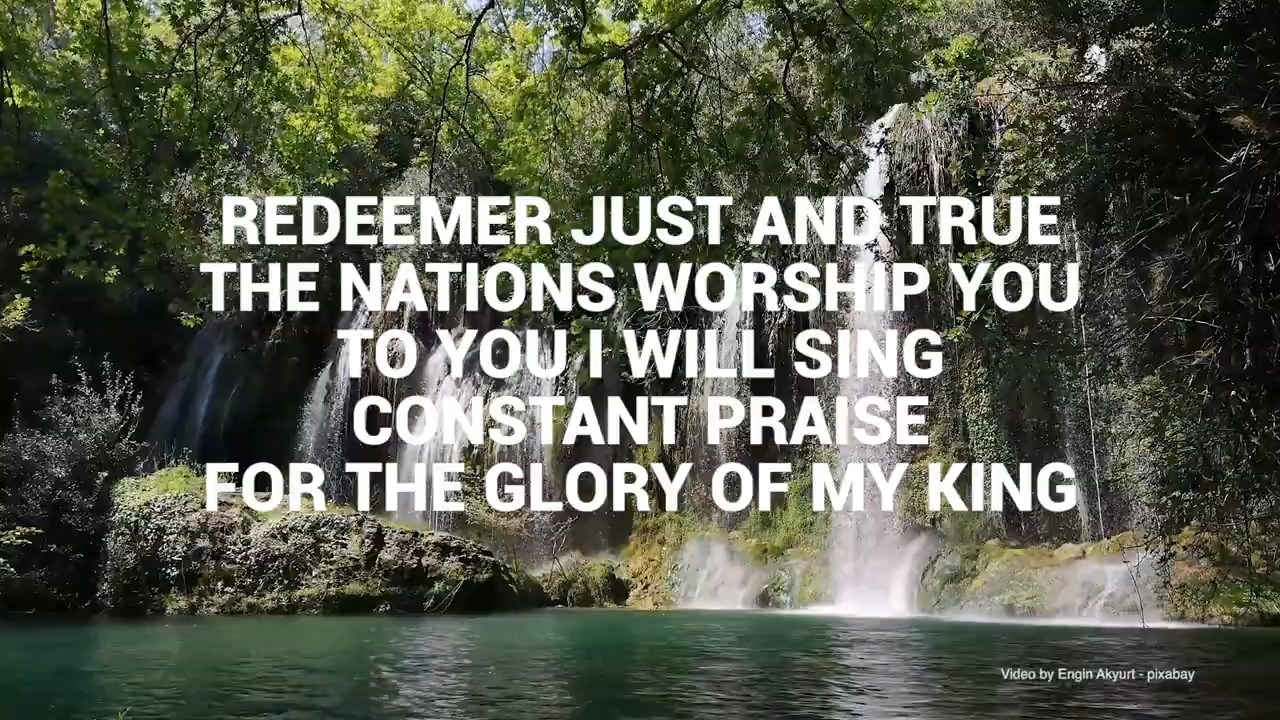 REDEEMER JUST AND TRUE
THE NATIONS WORSHIP YOU
TO YOU I WILL SING
CONSTANT PRAISE
FOR THE GLORY OF MY KING
Video by Engin Akyurt - pixabay